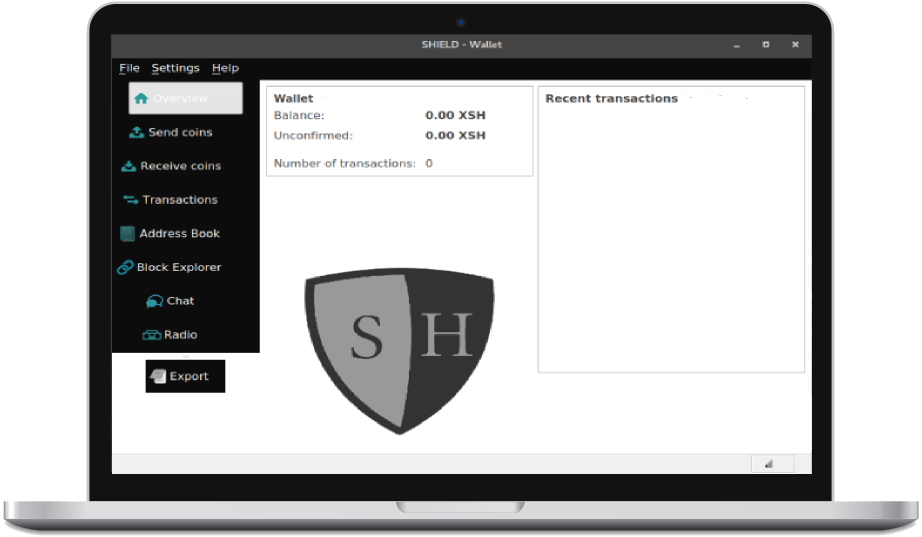 SHIELD - Wallet
File Settings Help
Overview
Send coins
Receive coins
Transactions
Address Book
Block Explorer
Chat
Radio
Export
Wallet
Balance: 0.00 XSH
Unconfirmed: 0.00 XSH
Number of transactions: 0
Recent transactions
S H